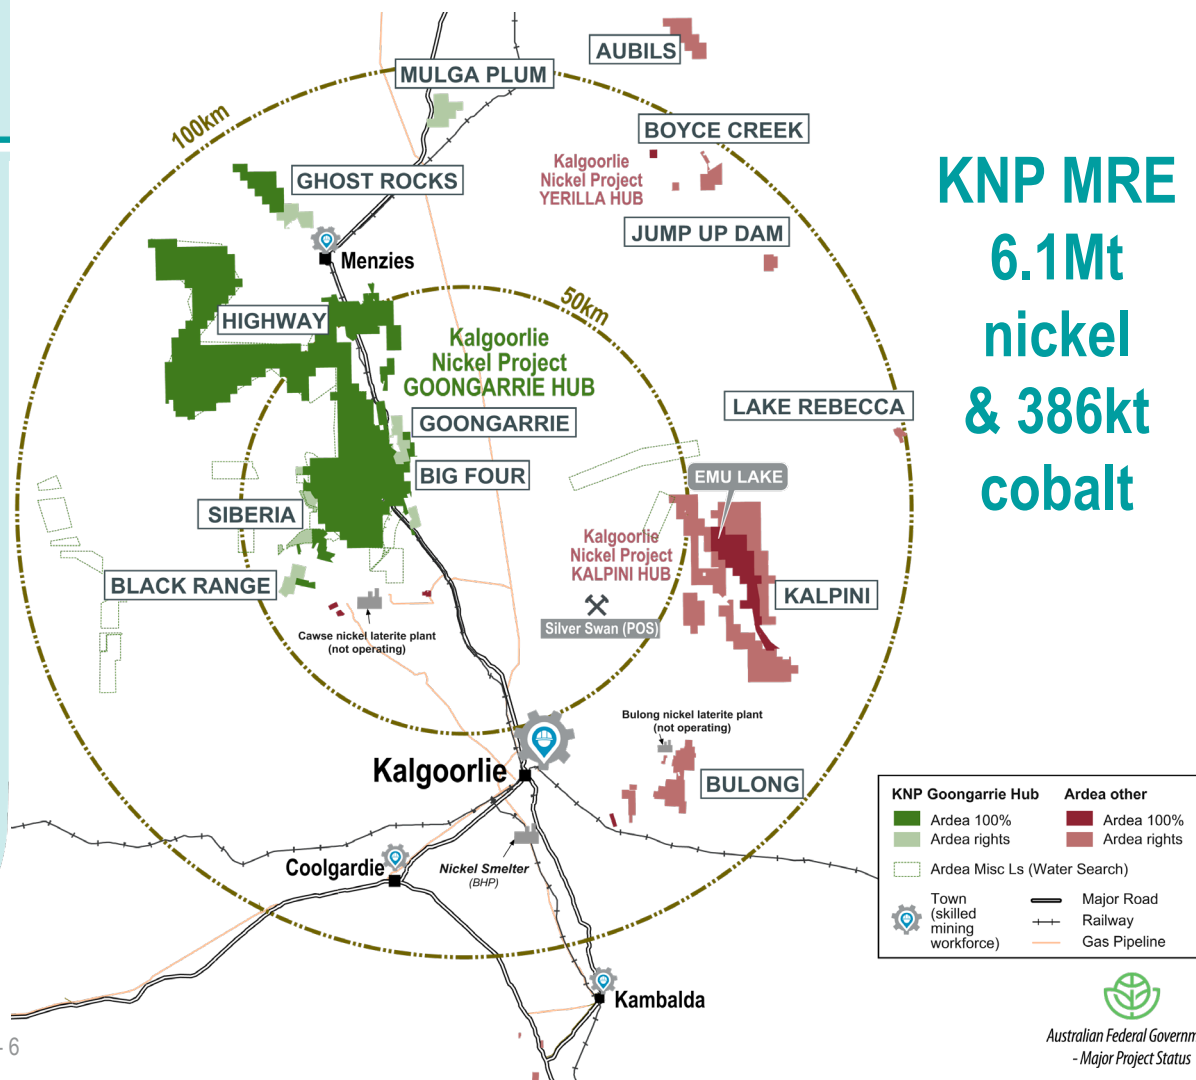 AUBILS
MULGA PLUM
100km
BOYCE CREEK
Kalgoorlie
Nickel Project
YERILLA HUB
GHOST ROCKS
JUMP UP DAM
Menzies
KNP MRE
6.1Mt
nickel
& 386kt
cobalt
50km
HIGHWAY
Kalgoorlie
Nickel Project
GOONGARRIE HUB
LAKE REBECCA
GOONGARRIE
BIG FOUR
EMU LAKE
SIBERIA
Kalgoorlie
Nickel Project
KALPINI HUB
BLACK RANGE
KALPINI
Silver Swan (POS)
Cawse nickel laterite plant
(not operating)
Bulong nickel laterite plant
(not operating)
Kalgoorlie
BULONG
Coolgardie
Nickel Smelter
(BHP)
Kambalda
KNP Goongarrie Hub
Ardea other
Ardea 100%
Ardea 100%
Ardea rights
Ardea rights
Ardea Misc Ls (Water Search)
Town
(skilled
mining
workforce)
Major Road
Railway
Gas Pipeline
Australian Federal Governm
- Major Project Status
- 6